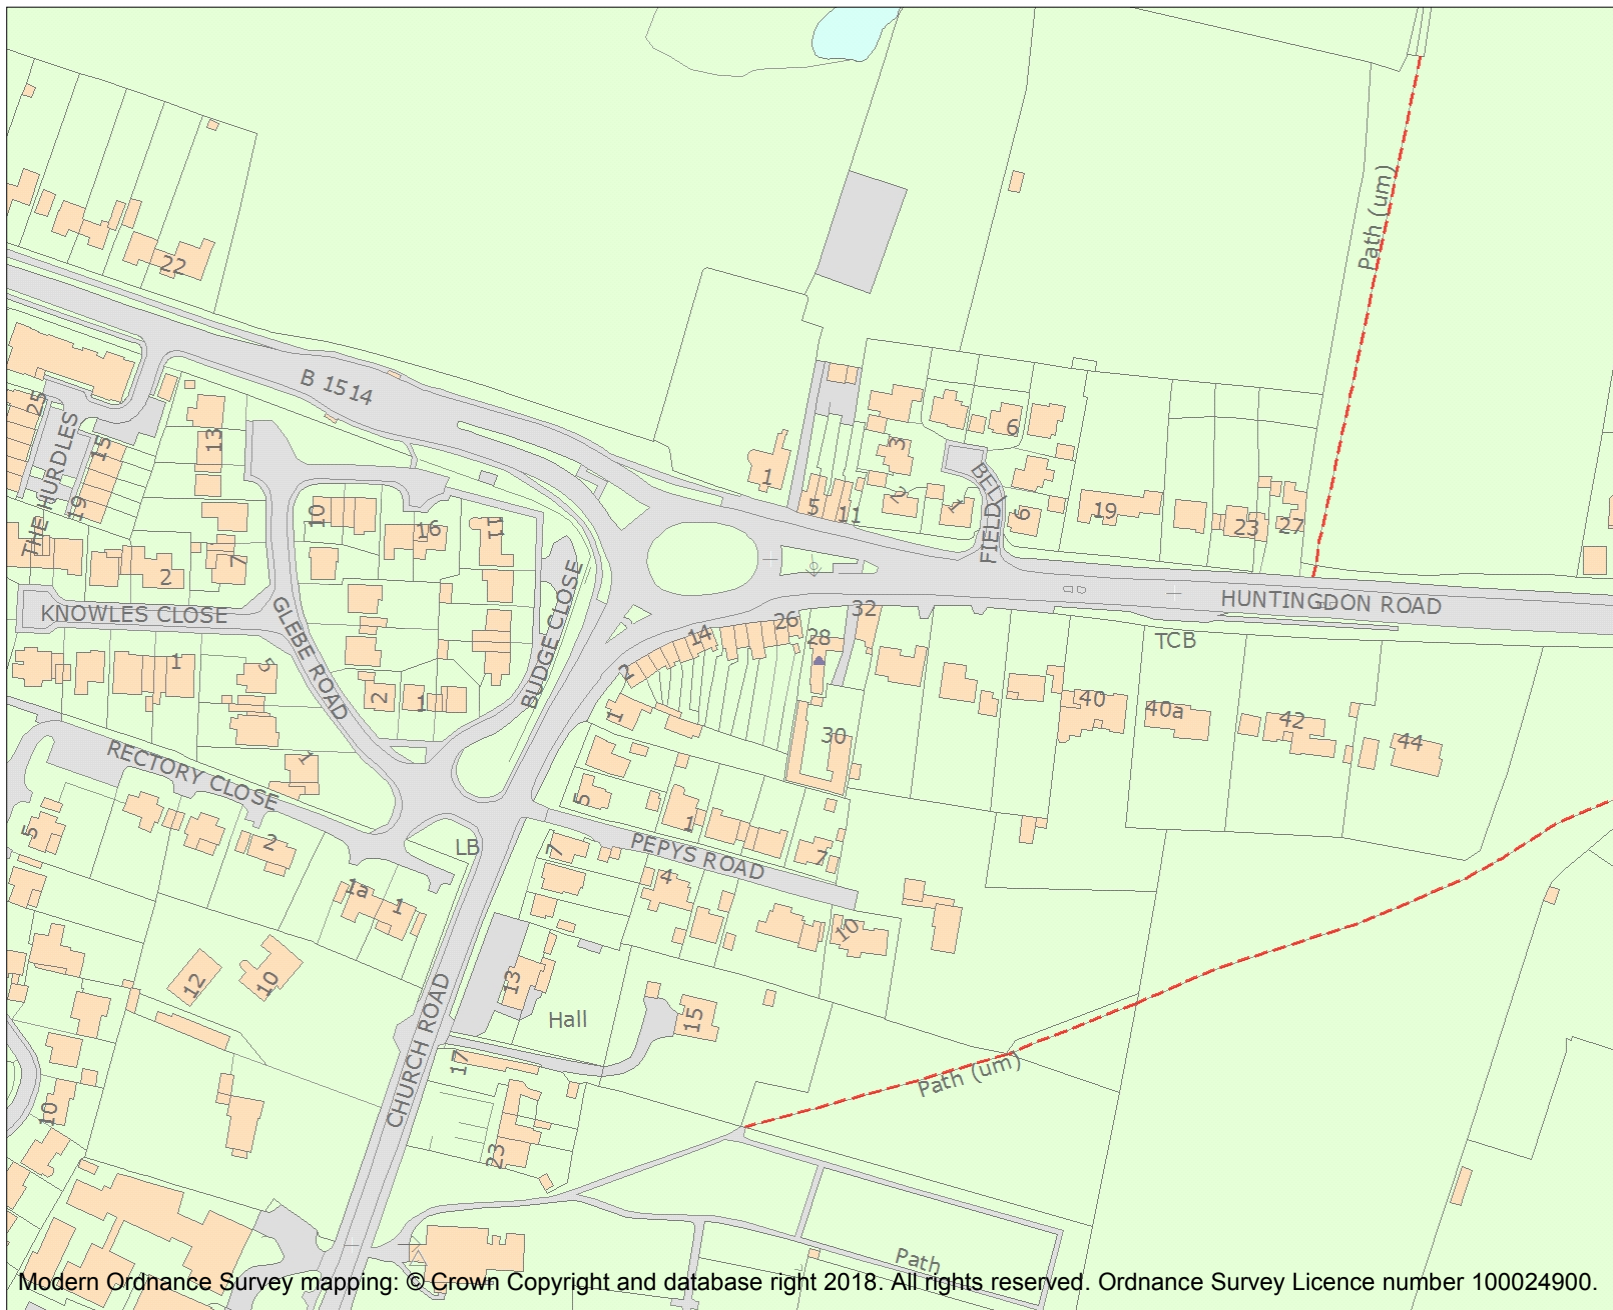 Path (um)
22
B 1514
25
THE HURDLES
15
19
13
7
2
10
16
11
1
5
11
3
2
1
6
BELL
FIELD
9
19
23
27
HUNTINGDON ROAD
TCB
KNOWLES CLOSE
GLEBE ROAD
BUDGE CLOSE
1
5
2
1
1
2
14
26
28
32
1
30
40
40a
42
44
RECTORY CLOSE
5
2
1a
1
LB
5
1
7
PEPYS ROAD
7
4
10
12
10
13
Hall
15
CHURCH ROAD
17
10
23
Path (um)
Path
Modern Ordnance Survey mapping: © Crown Copyright and database right 2018. All rights reserved. Ordnance Survey Licence number 100024900.